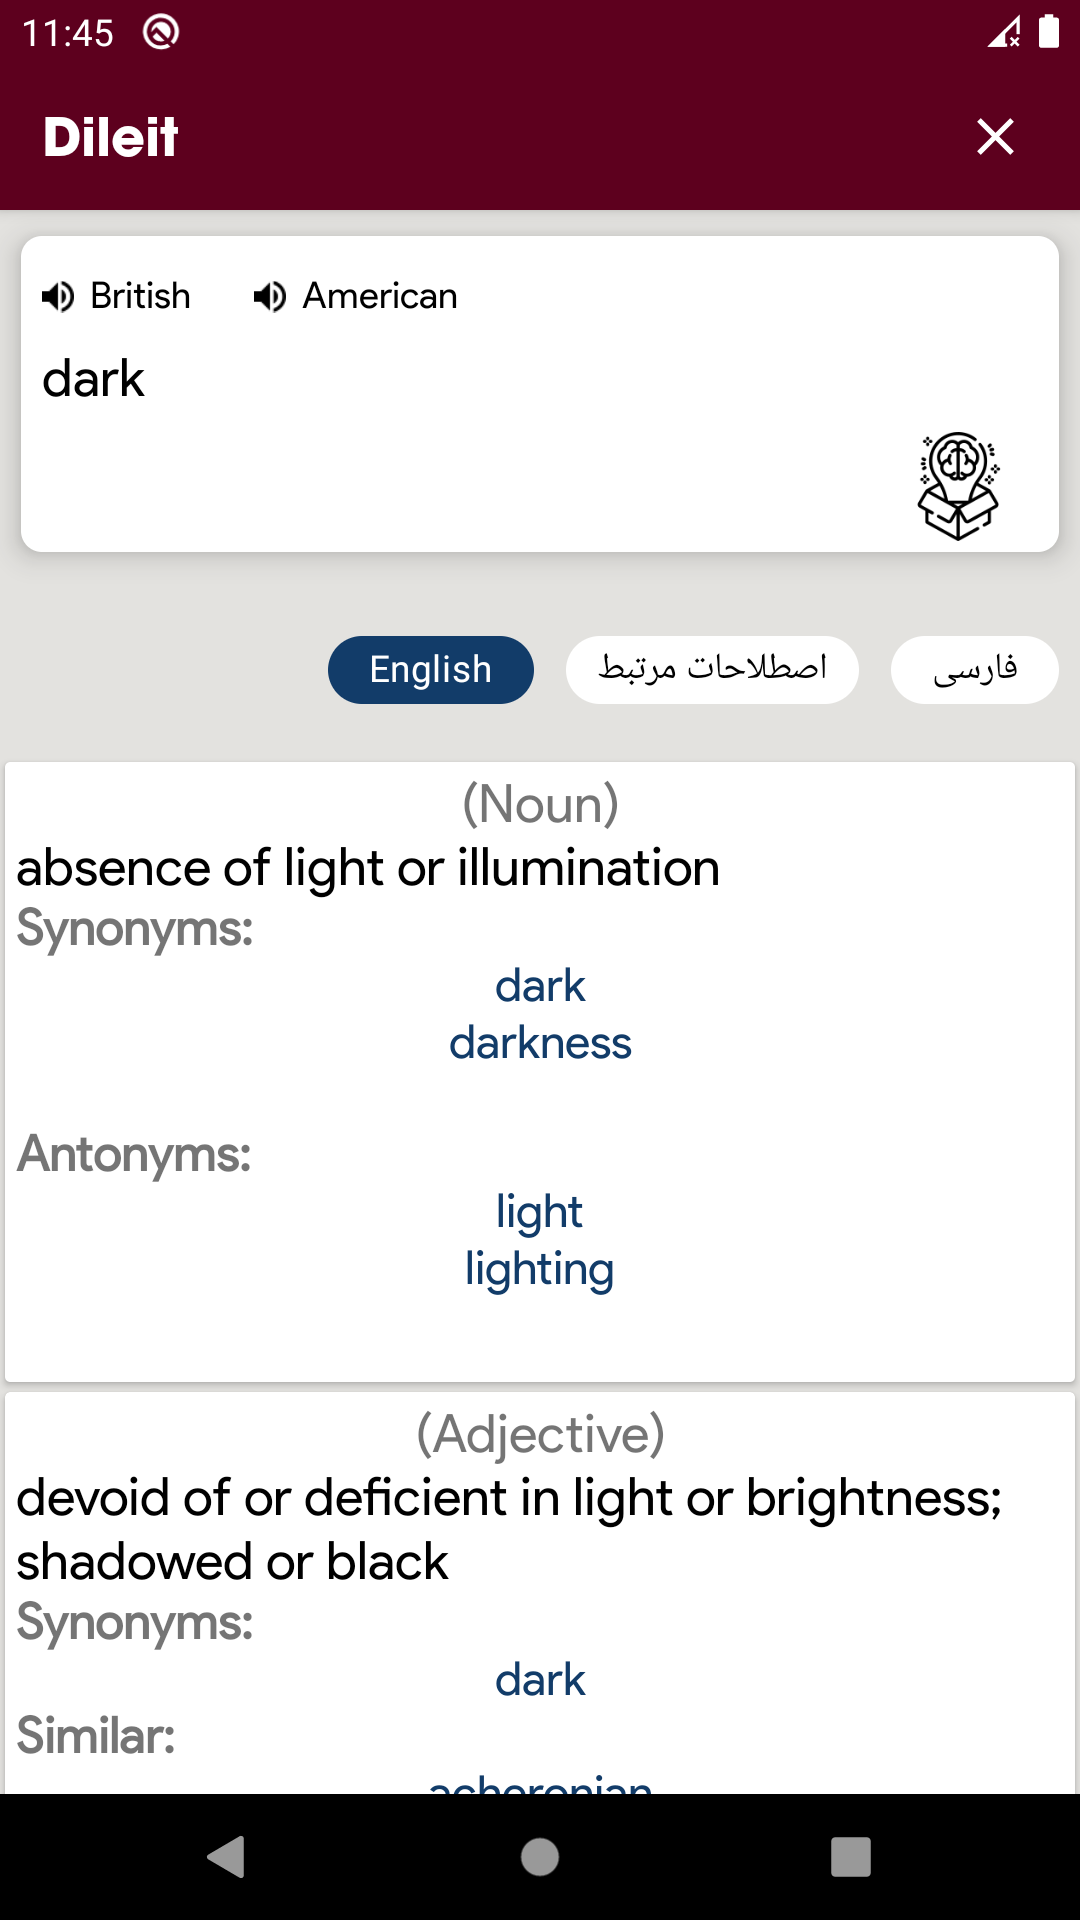 11:45
Dileit
British American
dark
English اصطلاحات مرتبط فارسی
(Noun)
absence of light or illumination
Synonyms:
dark
darkness
Antonyms:
light
lighting
(Adjective)
devoid of or deficient in light or brightness;
shadowed or black
Synonyms:
dark
Similar:
acheronian